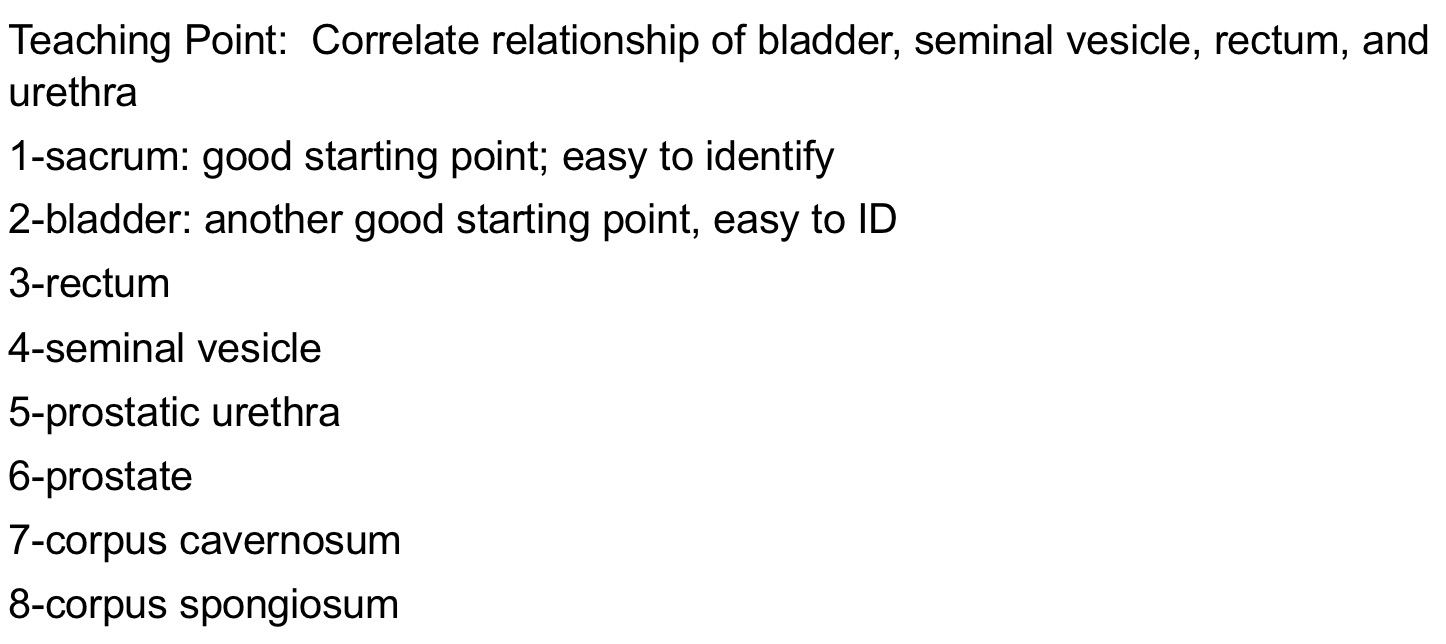 Teaching Point:  Correlate relationship of bladder, seminal vesicle, rectum, and
urethra
1-sacrum: good starting point; easy to identify
2-bladder: another good starting point, easy to ID
3-rectum
4-seminal vesicle
5-prostatic urethra
6-prostate
7-corpus cavernosum
8-corpus spongiosum